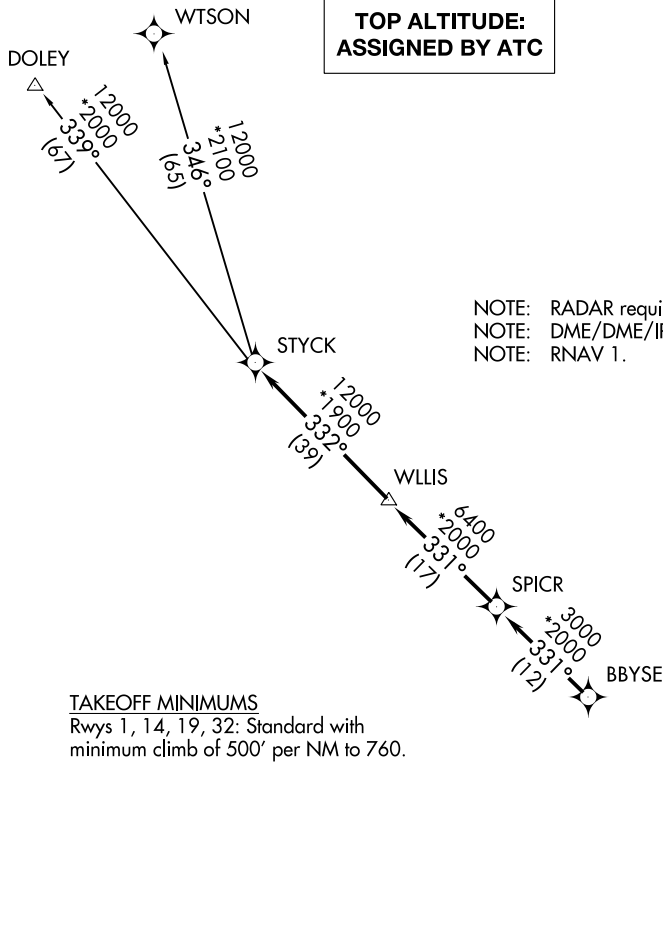 WTSON
TOP ALTITUDE:
ASSIGNED BY ATC
DOLEY
12000
*2000
339°
(67)
12000
*2100
346°
(65)
NOTE: RADAR requi
NOTE: DME/DME/I
NOTE: RNAV 1.
STYCK
12000
*1900
332°
(39)
WLLIS
6400
*2000
331°
(17)
SPICR
3000
*2000
331°
(12)
BBYSE
TAKEOFF MINIMUMS
Rwys 1, 14, 19, 32: Standard with
minimum climb of 500' per NM to 760.